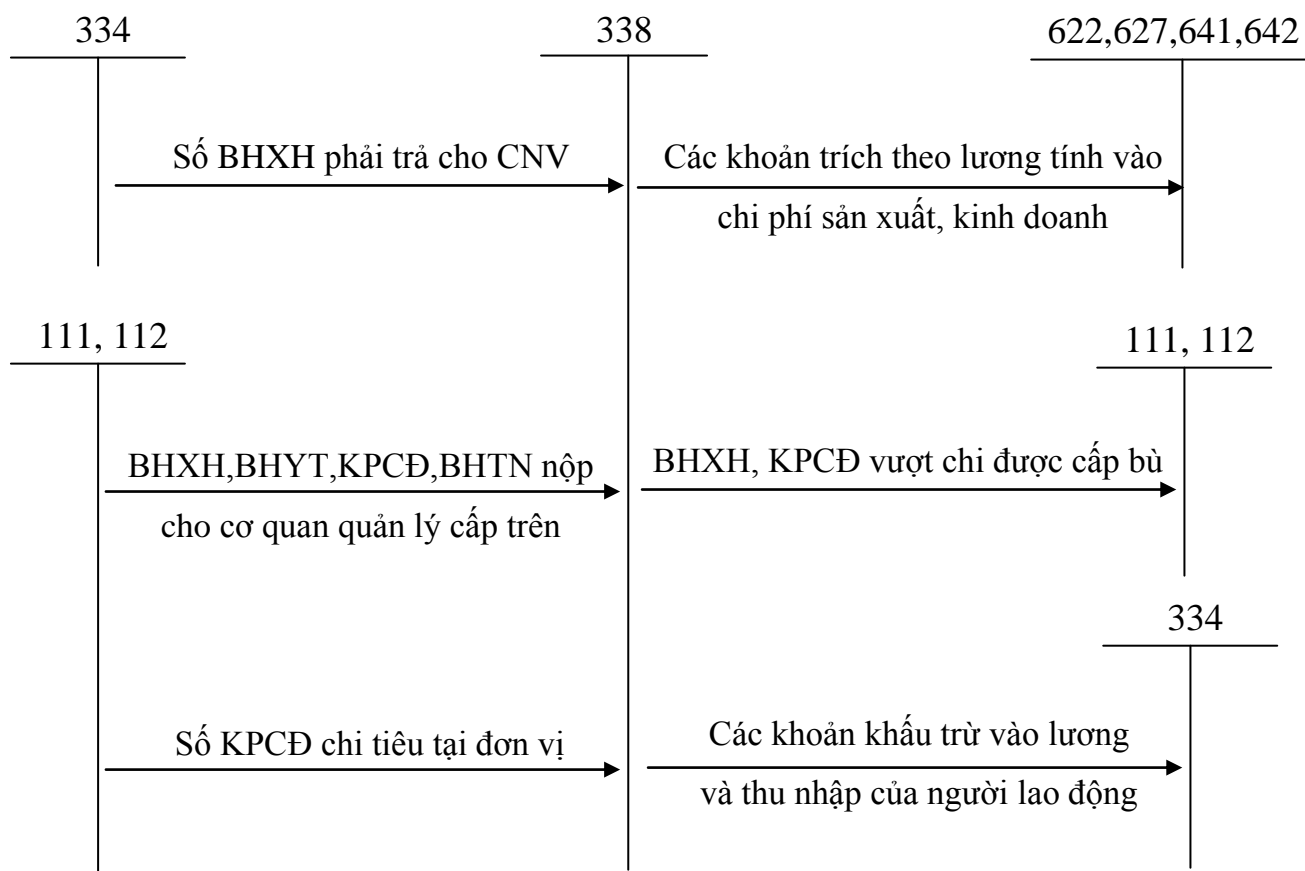 334
338
622,627,641,642
Số BHXH phải trả cho CNV
Các khoản trích theo lương tính vào
chi phí sản xuất, kinh doanh
111, 112
111, 112
BHXH,BHYT,KPCĐ,BHTN nộp
cho cơ quan quản lý cấp trên
BHXH, KPCĐ vượt chi được cấp bù
334
Số KPCĐ chi tiêu tại đơn vị
Các khoản khấu trừ vào lương
và thu nhập của người lao động